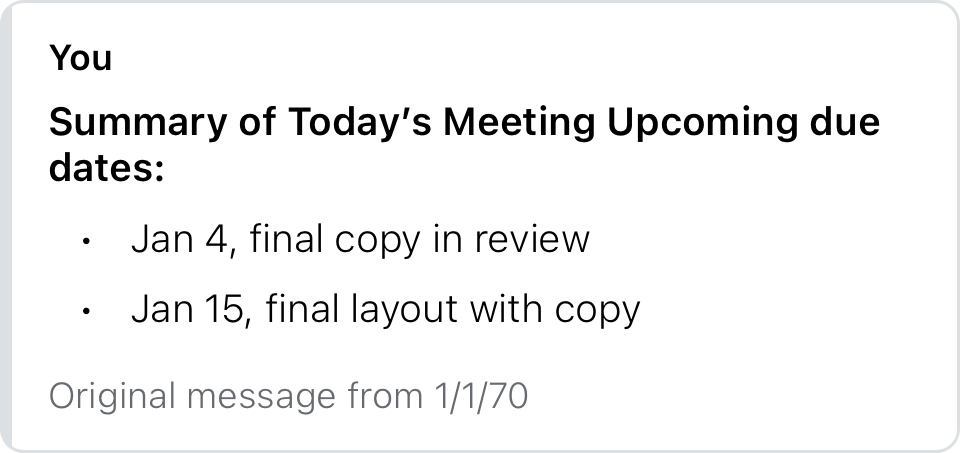 You
Summary of Today’s Meeting Upcoming due
dates:
• Jan 4, final copy in review
• Jan 15, final layout with copy
Original message from 1/1/70